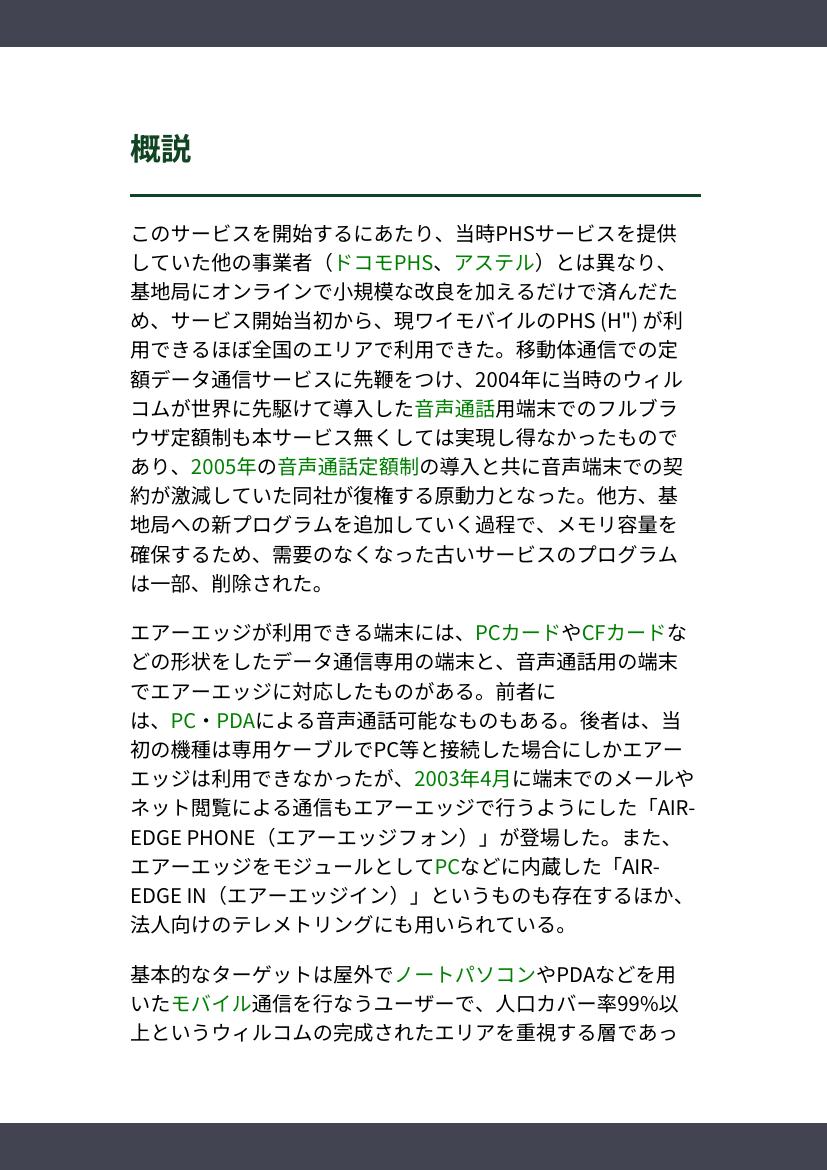 概説
このサービスを開始するにあたり、当時PHSサービスを提供
していた他の事業者（ドコモPHS、アステル）とは異なり、
基地局にオンラインで小規模な改良を加えるだけで済んだた
め、サービス開始当初から、現ワイモバイルのPHS (H") が利
用できるほぼ全国のエリアで利用できた。移動体通信での定
額データ通信サービスに先鞭をつけ、2004年に当時のウィル
コムが世界に先駆けて導入した音声通話用端末でのフルブラ
ウザ定額制も本サービス無くしては実現し得なかったもので
あり、2005年の音声通話定額制の導入と共に音声端末での契
約が激減していた同社が復権する原動力となった。他方、基
地局への新プログラムを追加していく過程で、メモリ容量を
確保するため、需要のなくなった古いサービスのプログラム
は一部、削除された。
エアーエッジが利用できる端末には、PCカードやCFカードな
どの形状をしたデータ通信専用の端末と、音声通話用の端末
でエアーエッジに対応したものがある。前者に
は、PC・PDAによる音声通話可能なものもある。後者は、当
初の機種は専用ケーブルでPC等と接続した場合にしかエアー
エッジは利用できなかったが、2003年4月に端末でのメールや
ネット閲覧による通信もエアーエッジで行うようにした「AIR-
EDGE PHONE（エアーエッジフォン）」が登場した。また、
エアーエッジをモジュールとしてPCなどに内蔵した「AIR-
EDGE IN（エアーエッジイン）」というものも存在するほか、
法人向けのテレメトリングにも用いられている。
基本的なターゲットは屋外でノートパソコンやPDAなどを用
いたモバイル通信を行なうユーザーで、人口カバー率99%以
上というウィルコムの完成されたエリアを重視する層であっ